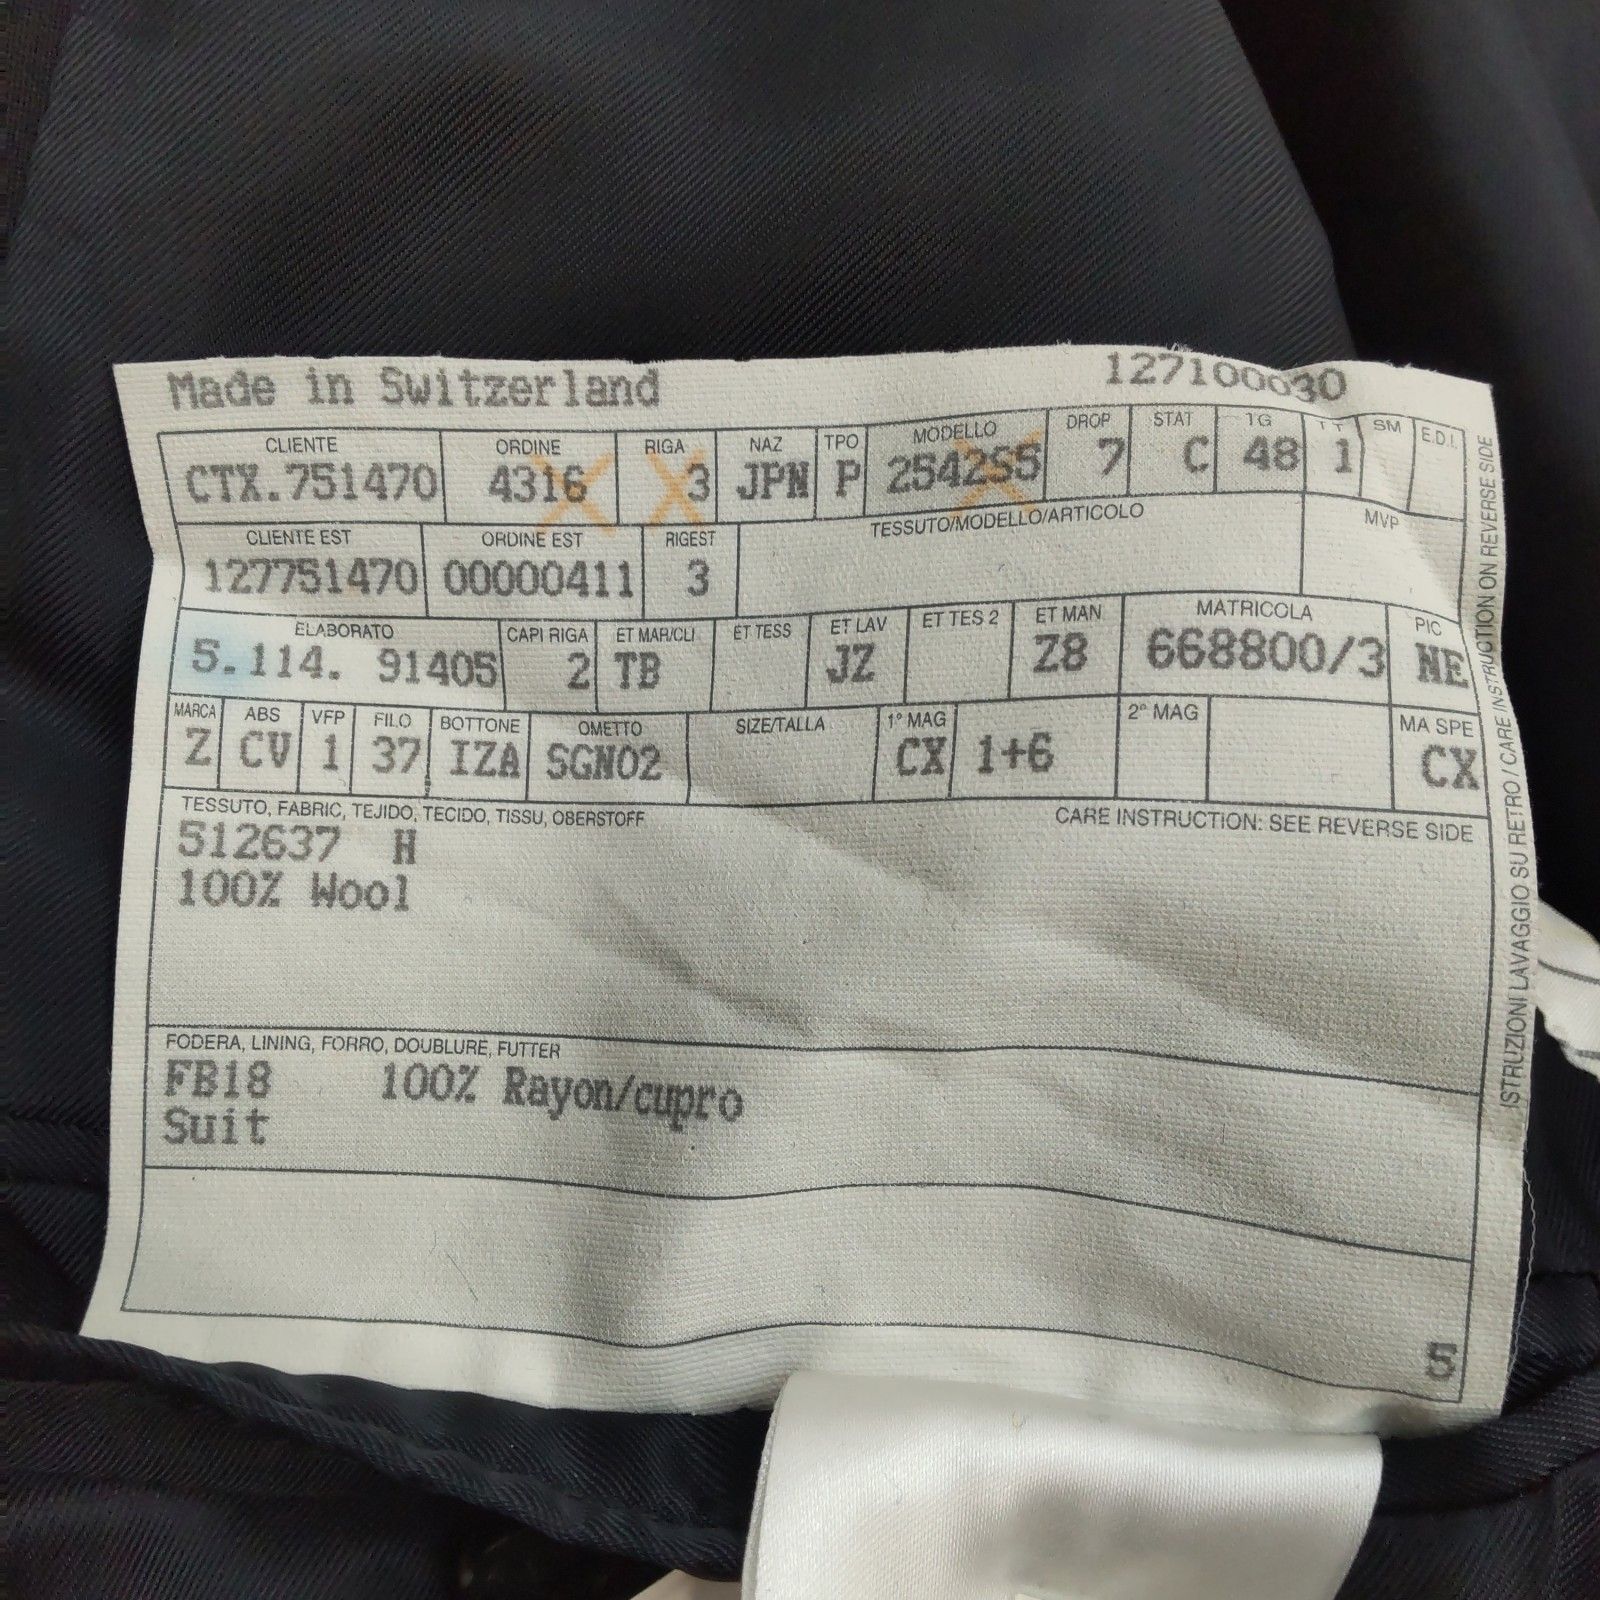 Made in Switzerland 127100030
CLIENTE ORDINE RIGA NAZ TPO MODELLO DROP STAT TG TT SM E.D.I.
CTX.751470 4316 3 JPN P 254265 7 C 48 1
CLIENTE EST ORDINE EST RIGEST TESSUTO/MODELLO/ARTICOLO MVP
127751470 00000411 3
ELABORATO CAPI RIGA ET MAR/CLI ET TESS ET LAV ET TES 2 ET MAN MATRICOLA PIC
5.114. 91405 2 TB JZ Z8 668800/3 NE
MARCA ABS VFP FILO BOTTONE OMETTO SIZE/TALLA 1° MAG 2° MAG MA SPE
Z CV 1 37 IZA SGN02 CX 1+6 CX
TESSUTO, FABRIC, TEJIDO, TECIDO, TISSU, OBERSTOFF CARE INSTRUCTION: SEE REVERSE SIDE
512637 H
100% Wool
FODERA, LINING, FORRO, DOUBLURE, FUTTER
FB18 100% Rayon/cupro
Suit
5
ISTRUZIONI LAVAGGIO SU RETRO / CARE INSTRUCTION ON REVERSE SIDE